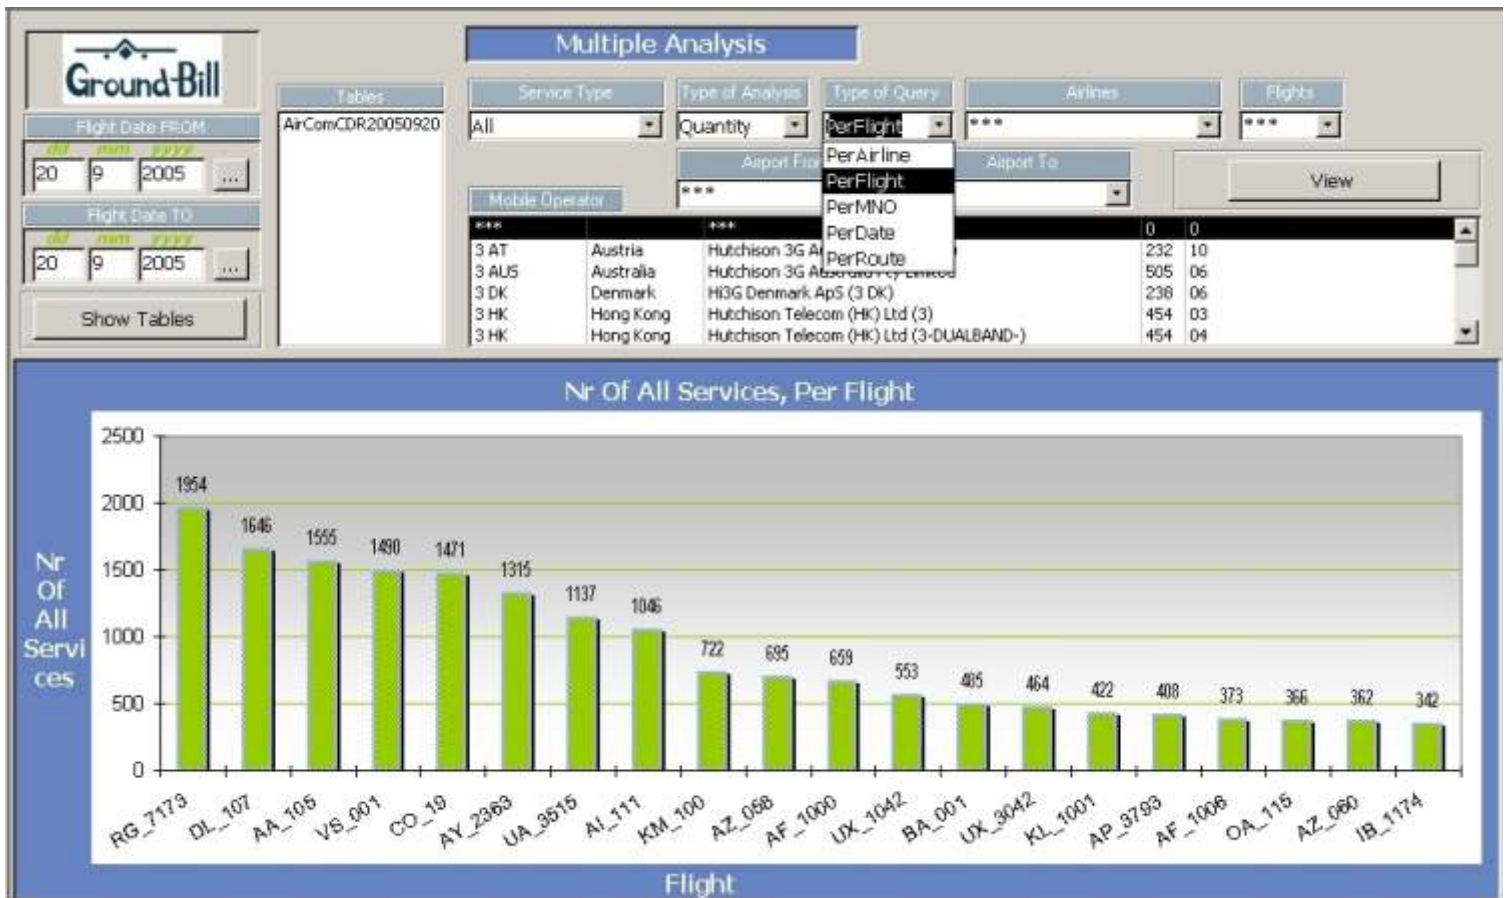 Ground-Bill
Multiple Analysis
Tables
Service Type
Type of Analysis
Type of Query
Airlines
Flights
AirComCDR20050920
All
Quantity
PerFlight
***
***
Flight Date FROM
dd mm yyyy
20 9 2005 ...
PerAirline
PerFlight
PerMNO
PerDate
PerRoute
Airport Fro
Airport To
***
View
Flight Date TO
dd mm yyyy
20 9 2005 ...
Show Tables
Mobile Operator
*** *** 0 0
3 AT Austria Hutchison 3G 232 10
3 AUS Australia Hutchison 3G 505 06
3 DK Denmark Hi3G Denmark ApS (3 DK) 238 06
3 HK Hong Kong Hutchison Telecom (HK) Ltd (3) 454 03
3 HK Hong Kong Hutchison Telecom (HK) Ltd (3-DUALBAND-) 454 04
Nr Of All Services, Per Flight
Nr
Of
All
Servi
ces
2500
2000
1500
1000
500
0
1954 1646 1555 1490 1471 1315 1137 1046 722 695 659 553 485 464 422 408 373 366 362 342
RG_7173 DL_107 AA_105 VS_001 CO_19 AY_2363 UA_3515 AI_111 KM_100 AZ_058 AF_1000 UX_1042 BA_001 UX_3042 KL_1001 AP_3793 AF_1006 OA_115 AZ_060 IB_1174
Flight